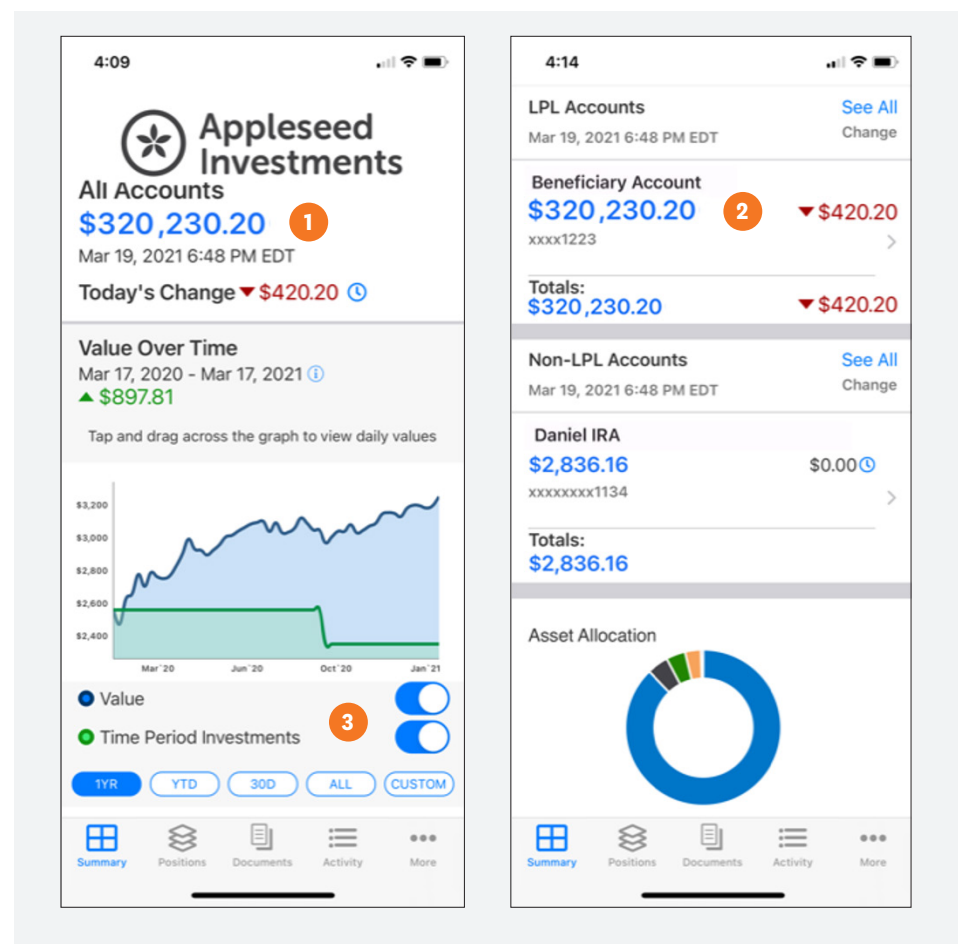 4:09
Appleseed
Investments
All Accounts
$320,230.20
1
Mar 19, 2021 6:48 PM EDT
Today's Change ▼ $420.20
Value Over Time
Mar 17, 2020 - Mar 17, 2021
▲ $897.81
Tap and drag across the graph to view daily values
$3,200
$3,000
$2,800
$2,600
$2,400
Mar`20 Jun`20 Oct`20 Jan`21
Value
3
Time Period Investments
1YR YTD 30D ALL CUSTOM
Summary Positions Documents Activity More
4:14
LPL Accounts See All
Mar 19, 2021 6:48 PM EDT Change
Beneficiary Account
$320,230.20 2 ▼ $420.20
xxxx1223
Totals:
$320,230.20 ▼ $420.20
Non-LPL Accounts See All
Mar 19, 2021 6:48 PM EDT Change
Daniel IRA
$2,836.16 $0.00
xxxxxxxx1134
Totals:
$2,836.16
Asset Allocation
Summary Positions Documents Activity More